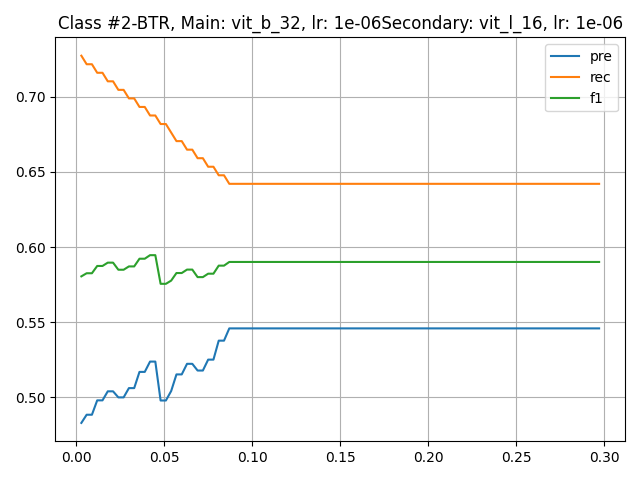 Class #2-BTR, Main: vit_b_32, lr: 1e-06Secondary: vit_l_16, lr: 1e-06
pre
rec
f1
0.70
0.65
0.60
0.55
0.50
0.00 0.05 0.10 0.15 0.20 0.25 0.30